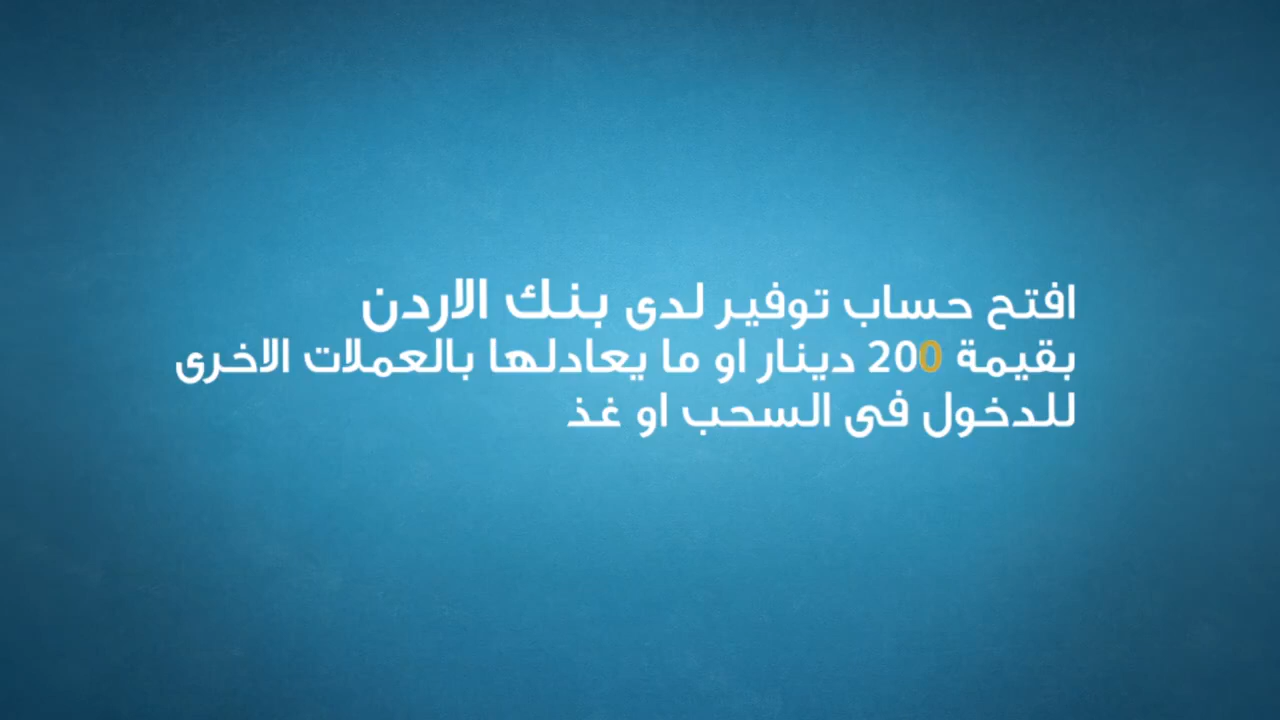 افتح حساب توفير لدى بنك الاردن
بقيمة 200 دينار او ما يعادلها بالعملات الاخرى
للدخول فى السحب او غذ